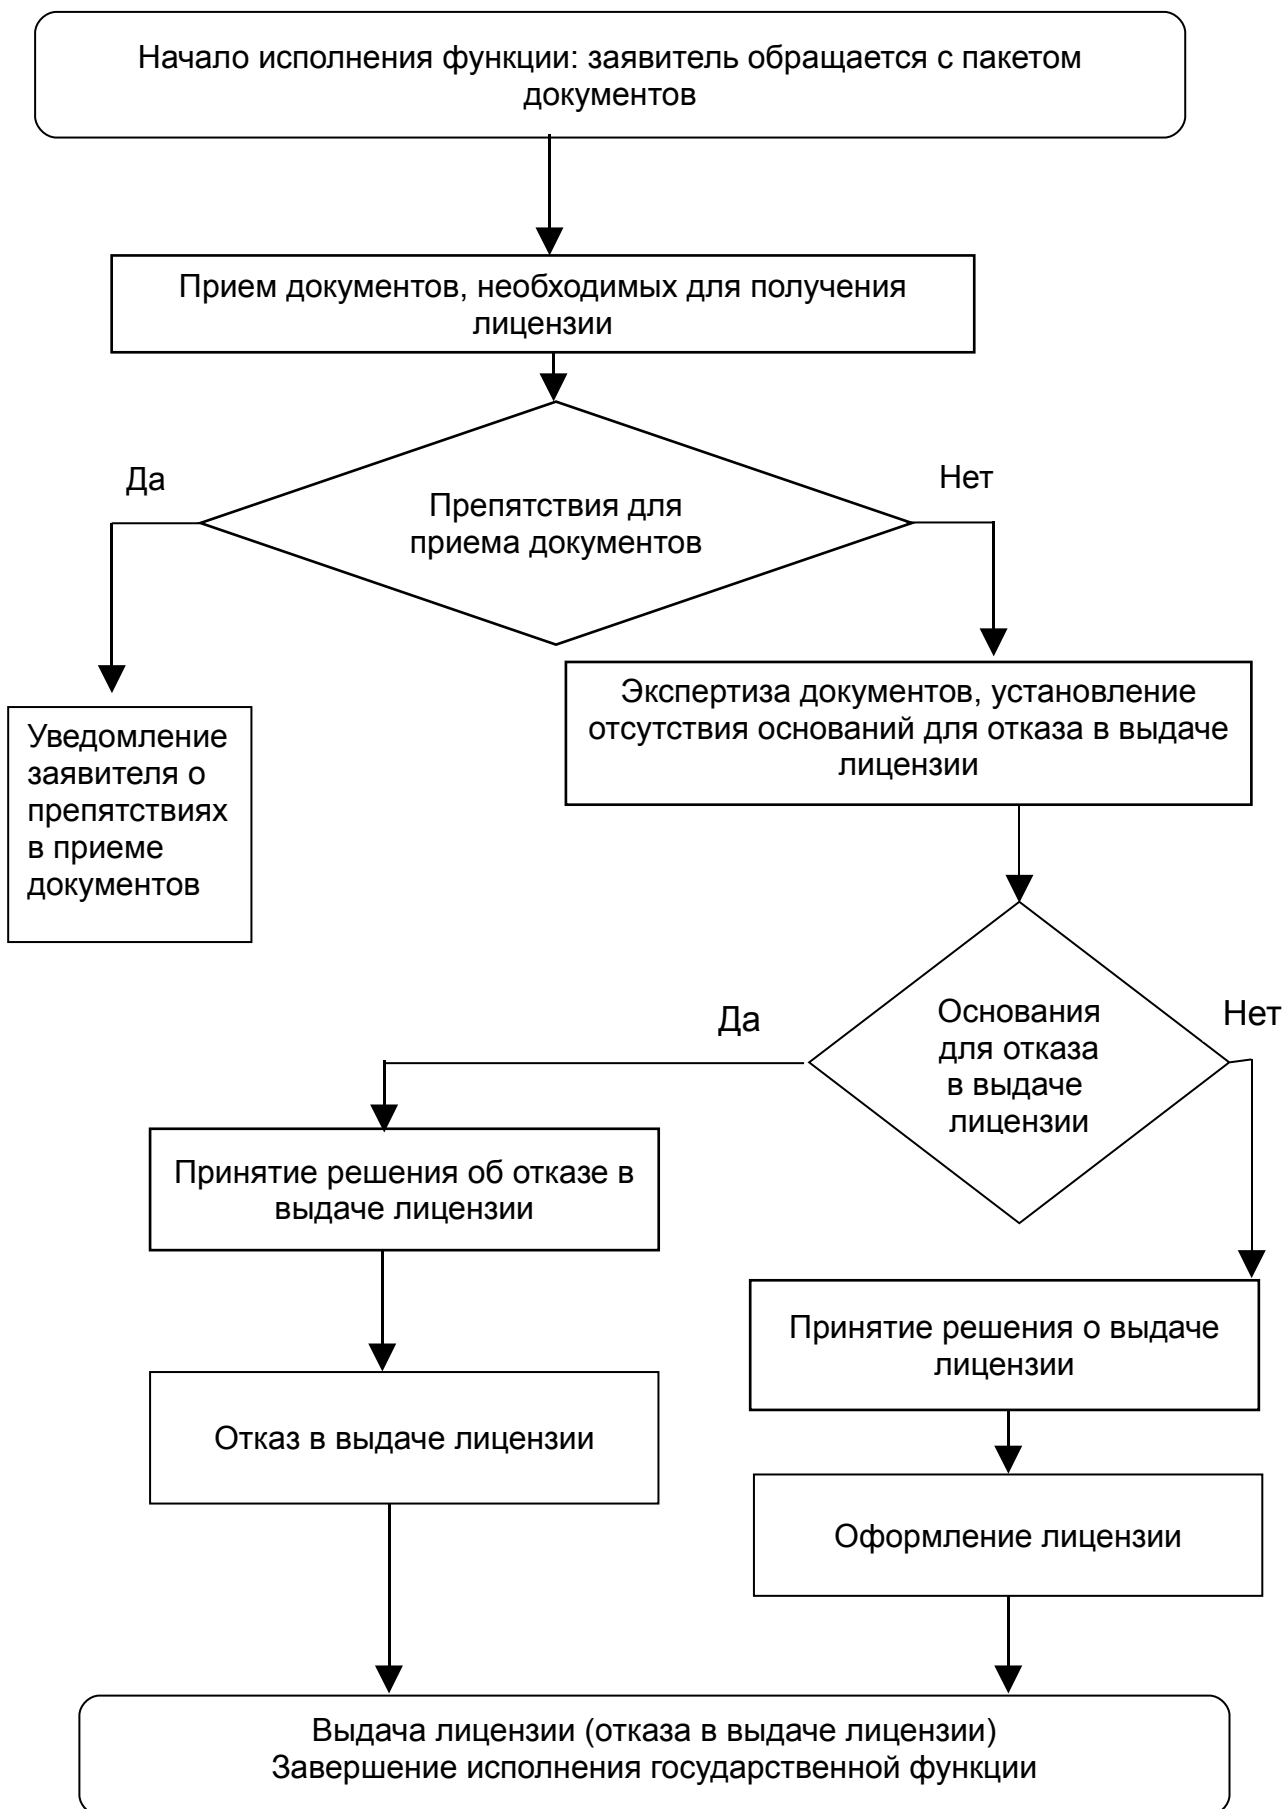 Начало исполнения функции: заявитель обращается с пакетом
документов
Прием документов, необходимых для получения
лицензии
Да
Нет
Препятствия для
приема документов
Экспертиза документов, установление
отсутствия оснований для отказа в выдаче
лицензии
Уведомление
заявителя о
препятствиях
в приеме
документов
Да
Нет
Основания
для отказа
в выдаче
лицензии
Принятие решения об отказе в
выдаче лицензии
Принятие решения о выдаче
лицензии
Отказ в выдаче лицензии
Оформление лицензии
Выдача лицензии (отказа в выдаче лицензии)
Завершение исполнения государственной функции